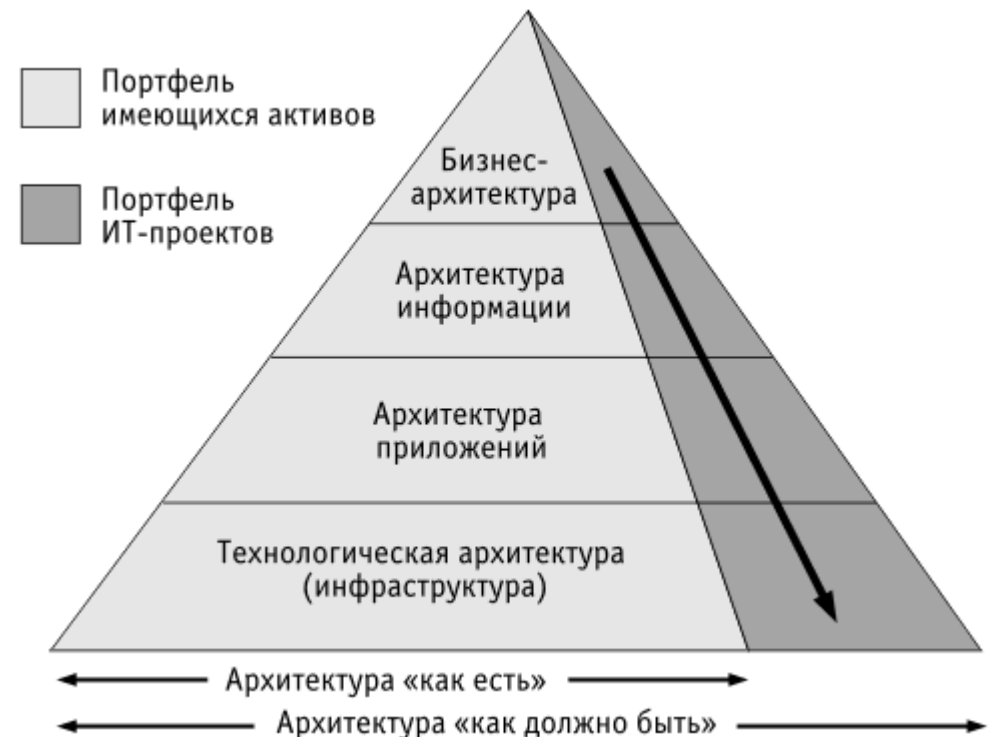 Портфель
имеющихся активов
Портфель
ИТ-проектов
Бизнес-
архитектура
Архитектура
информации
Архитектура
приложений
Технологическая архитектура
(инфраструктура)
Архитектура «как есть»
Архитектура «как должно быть»